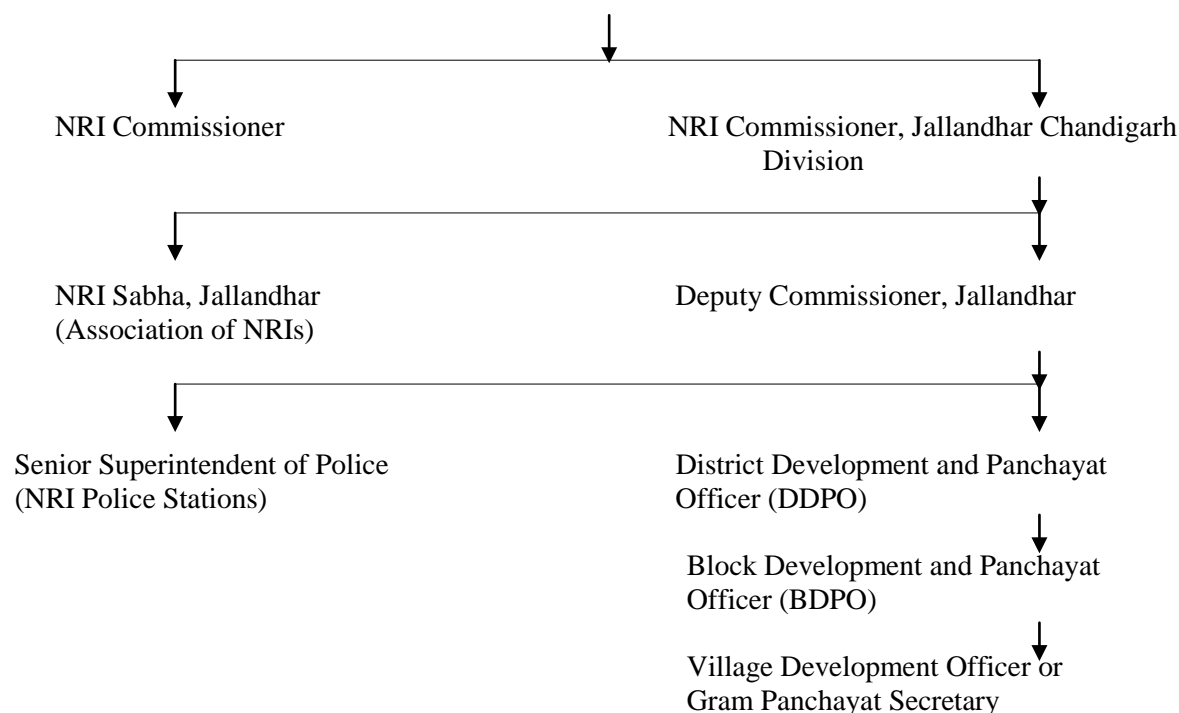 NRI Commissioner
NRI Commissioner, Jallandhar Chandigarh
Division
NRI Sabha, Jallandhar
(Association of NRIs)
Deputy Commissioner, Jallandhar
Senior Superintendent of Police
(NRI Police Stations)
District Development and Panchayat
Officer (DDPO)
Block Development and Panchayat
Officer (BDPO)
Village Development Officer or
Gram Panchayat Secretary